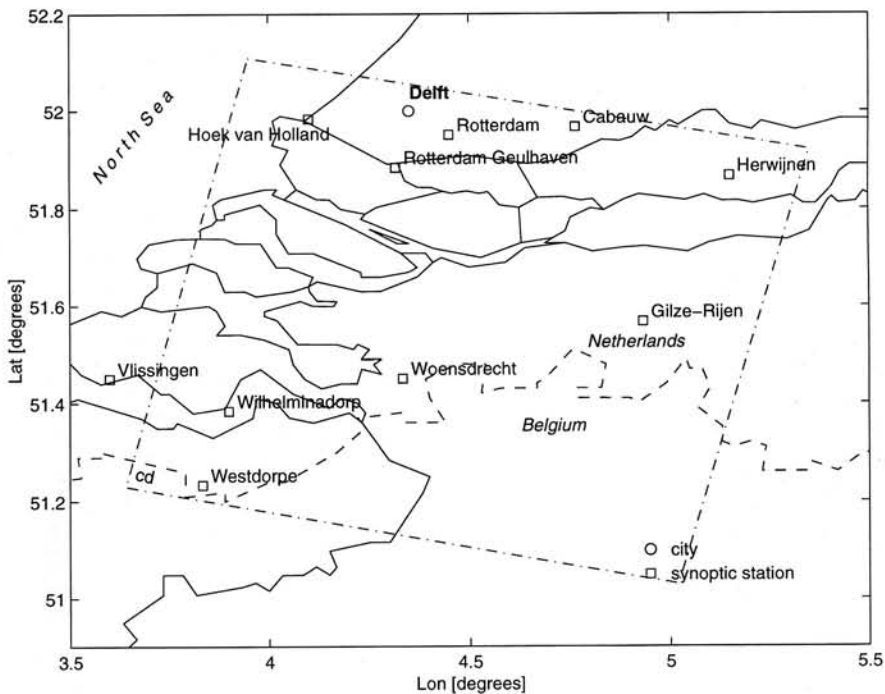 52.2
52
51.8
51.6
51.4
51.2
51
Lat [degrees]
North Sea
Delft
Hoek van Holland
Rotterdam
Cabauw
Rotterdam Geulhaven
Herwijnen
Gilze-Rijen
Netherlands
Vlissingen
Woensdrecht
Wilhelminadorp
Belgium
cd
Westdorpe
city
synoptic station
3.5
4
4.5
5
5.5
Lon [degrees]